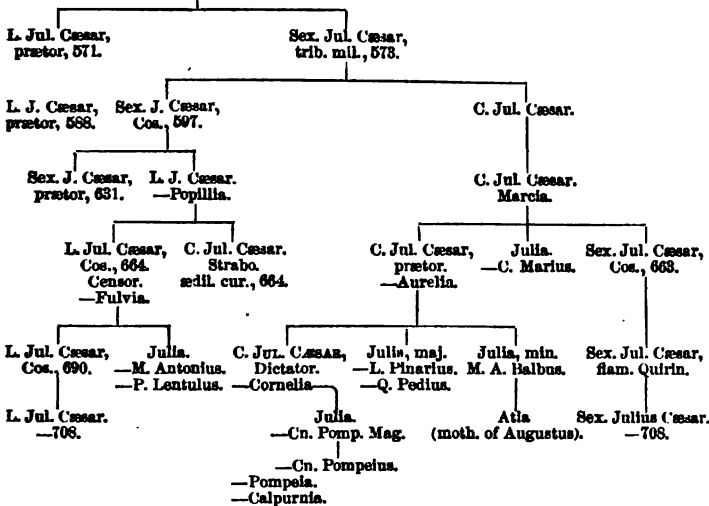 L. Jul. Cæsar,
prætor, 571.
Sex. Jul. Cæsar,
trib. mil., 573.
L. J. Cæsar,
prætor, 588.
Sex. J. Cæsar,
Cos., 597.
C. Jul. Cæsar.
Sex. J. Cæsar,
prætor, 631.
L. J. Cæsar.
—Popillia.
C. Jul. Cæsar.
Marcia.
L. Jul. Cæsar,
Cos., 664.
Censor.
—Fulvia.
C. Jul. Cæsar.
Strabo.
ædil. cur., 664.
C. Jul. Cæsar,
prætor.
—Aurelia.
Julia.
—C. Marius.
Sex. Jul. Cæsar,
Cos., 663.
L. Jul. Cæsar,
Cos., 690.
Julia.
—M. Antonius.
—P. Lentulus.
C. JUL. CÆSAR,
Dictator.
—Cornelia—
Julia, maj.
—L. Pinarius.
—Q. Pedius.
Julia, min.
M. A. Balbus.
Sex. Jul. Cæsar,
flam. Quirin.
L. Jul. Cæsar.
—708.
Julia.
—Cn. Pomp. Mag.
Atia
(moth. of Augustus).
Sex. Julius Cæsar.
—708.
—Cn. Pompeius.
—Pompeia.
—Calpurnia.